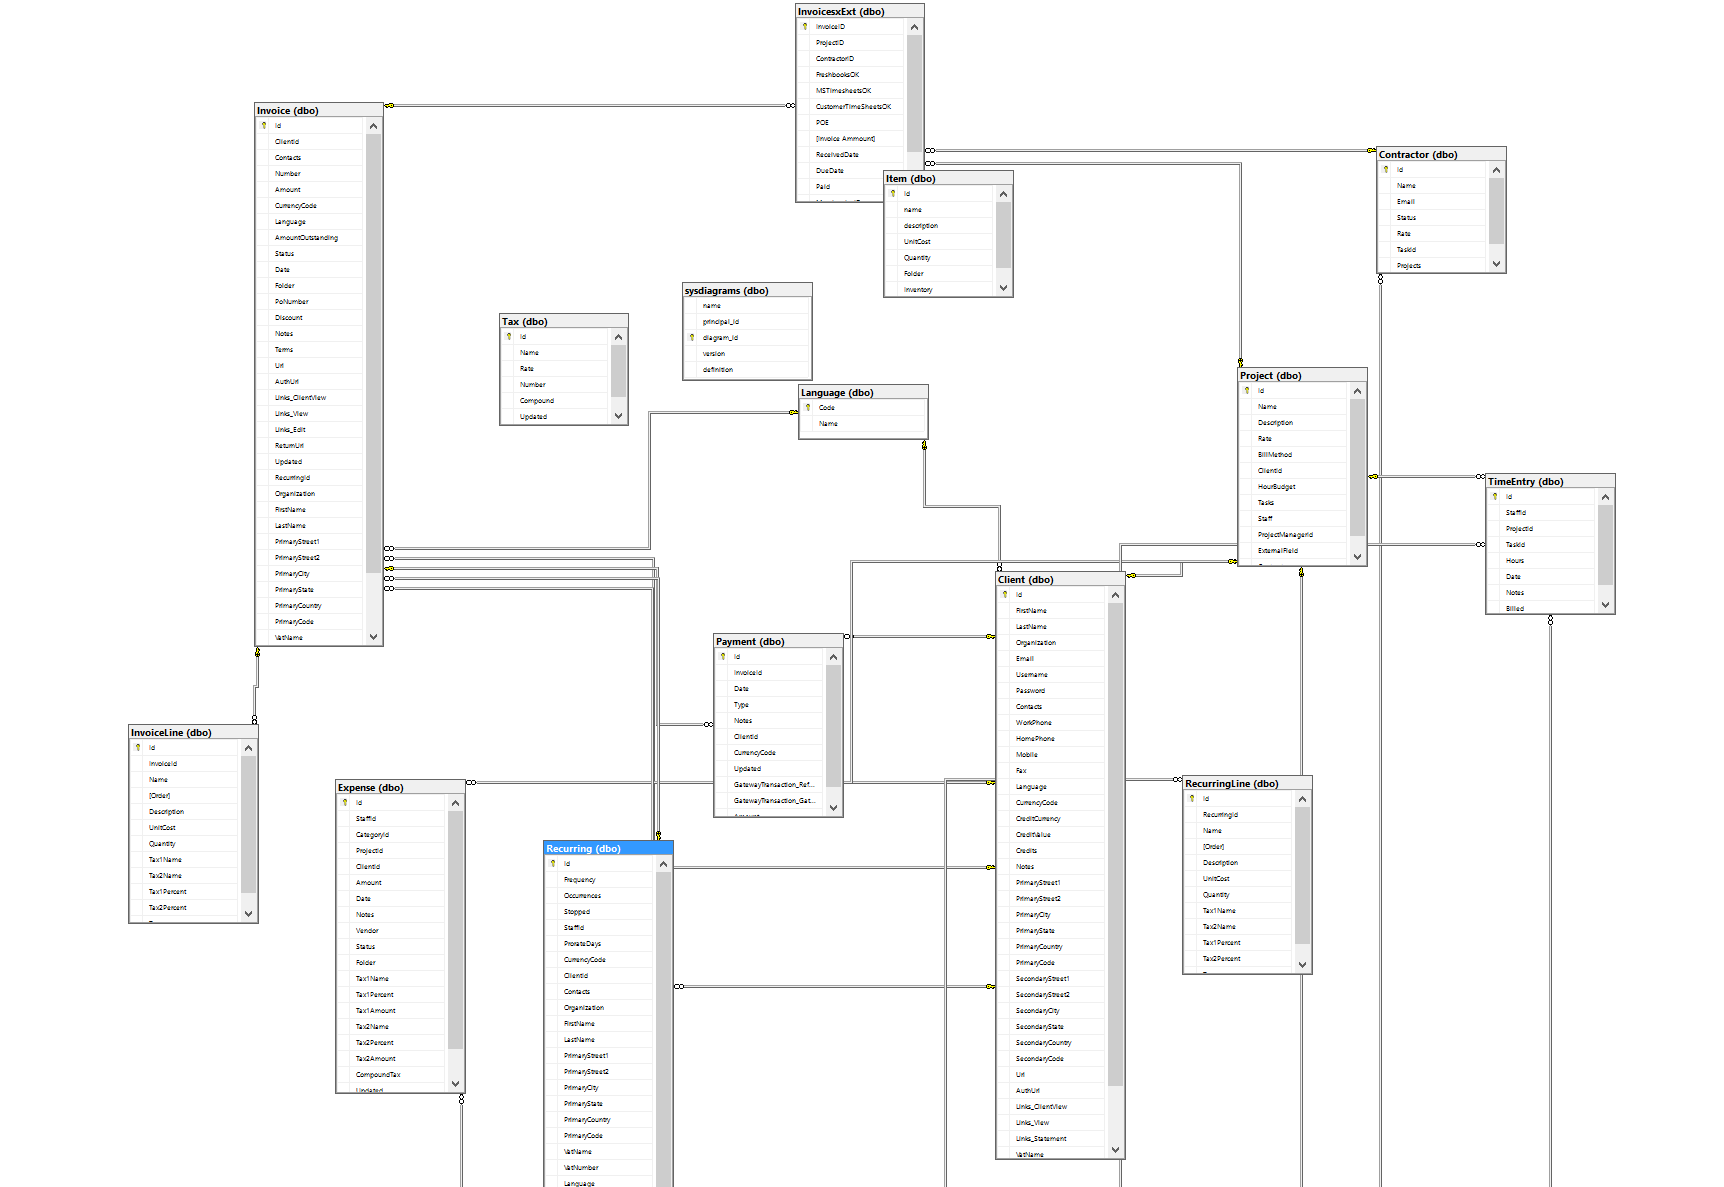 InvoicesxExt (dbo)
InvoiceID
ProjectID
ContractorID
FreshbooksOK
MSTimesheetsOK
CustomerTimeSheetsOK
POE
[Invoice Ammount]
ReceivedDate
DueDate
Paid
Invoice (dbo)
Id
ClientId
Contacts
Number
Amount
CurrencyCode
Language
AmountOutstanding
Status
Date
Folder
PoNumber
Discount
Notes
Terms
Url
AuthUrl
Links_ClientView
Links_View
Links_Edit
ReturnUrl
Updated
RecurringId
Organization
FirstName
LastName
PrimaryStreet1
PrimaryStreet2
PrimaryCity
PrimaryState
PrimaryCountry
PrimaryCode
VatName
Contractor (dbo)
Id
Name
Email
Status
Rate
TaskId
Projects
Item (dbo)
Id
name
description
UnitCost
Quantity
Folder
Inventory
sysdiagrams (dbo)
name
principal_id
diagram_id
version
definition
Tax (dbo)
Id
Name
Rate
Number
Compound
Updated
Language (dbo)
Code
Name
Project (dbo)
Id
Name
Description
Rate
BillMethod
ClientId
HourBudget
Tasks
Staff
ProjectManagerId
ExternalField
TimeEntry (dbo)
Id
StaffId
ProjectId
TaskId
Hours
Date
Notes
Billed
Client (dbo)
Id
FirstName
LastName
Organization
Email
Username
Password
Contacts
WorkPhone
HomePhone
Mobile
Fax
Language
CurrencyCode
CreditCurrency
CreditValue
Credits
Notes
PrimaryStreet1
PrimaryStreet2
PrimaryCity
PrimaryState
PrimaryCountry
PrimaryCode
SecondaryStreet1
SecondaryStreet2
SecondaryCity
SecondaryState
SecondaryCountry
SecondaryCode
Url
AuthUrl
Links_ClientView
Links_View
Links_Statement
VatName
Payment (dbo)
Id
InvoiceId
Date
Type
Notes
ClientId
CurrencyCode
Updated
GatewayTransaction_Ref...
GatewayTransaction_Gat...
Amount
InvoiceLine (dbo)
Id
InvoiceId
Name
[Order]
Description
UnitCost
Quantity
Tax1Name
Tax2Name
Tax1Percent
Tax2Percent
Expense (dbo)
Id
StaffId
CategoryId
ProjectId
ClientId
Amount
Date
Notes
Vendor
Status
Folder
Tax1Name
Tax1Percent
Tax1Amount
Tax2Name
Tax2Percent
Tax2Amount
CompoundTax
Updated
RecurringLine (dbo)
Id
RecurringId
Name
[Order]
Description
UnitCost
Quantity
Tax1Name
Tax2Name
Tax1Percent
Tax2Percent
Recurring (dbo)
Id
Frequency
Occurrences
Stopped
StaffId
ProrateDays
CurrencyCode
ClientId
Contacts
Organization
FirstName
LastName
PrimaryStreet1
PrimaryStreet2
PrimaryCity
PrimaryState
PrimaryCountry
PrimaryCode
VatName
VatNumber
Language